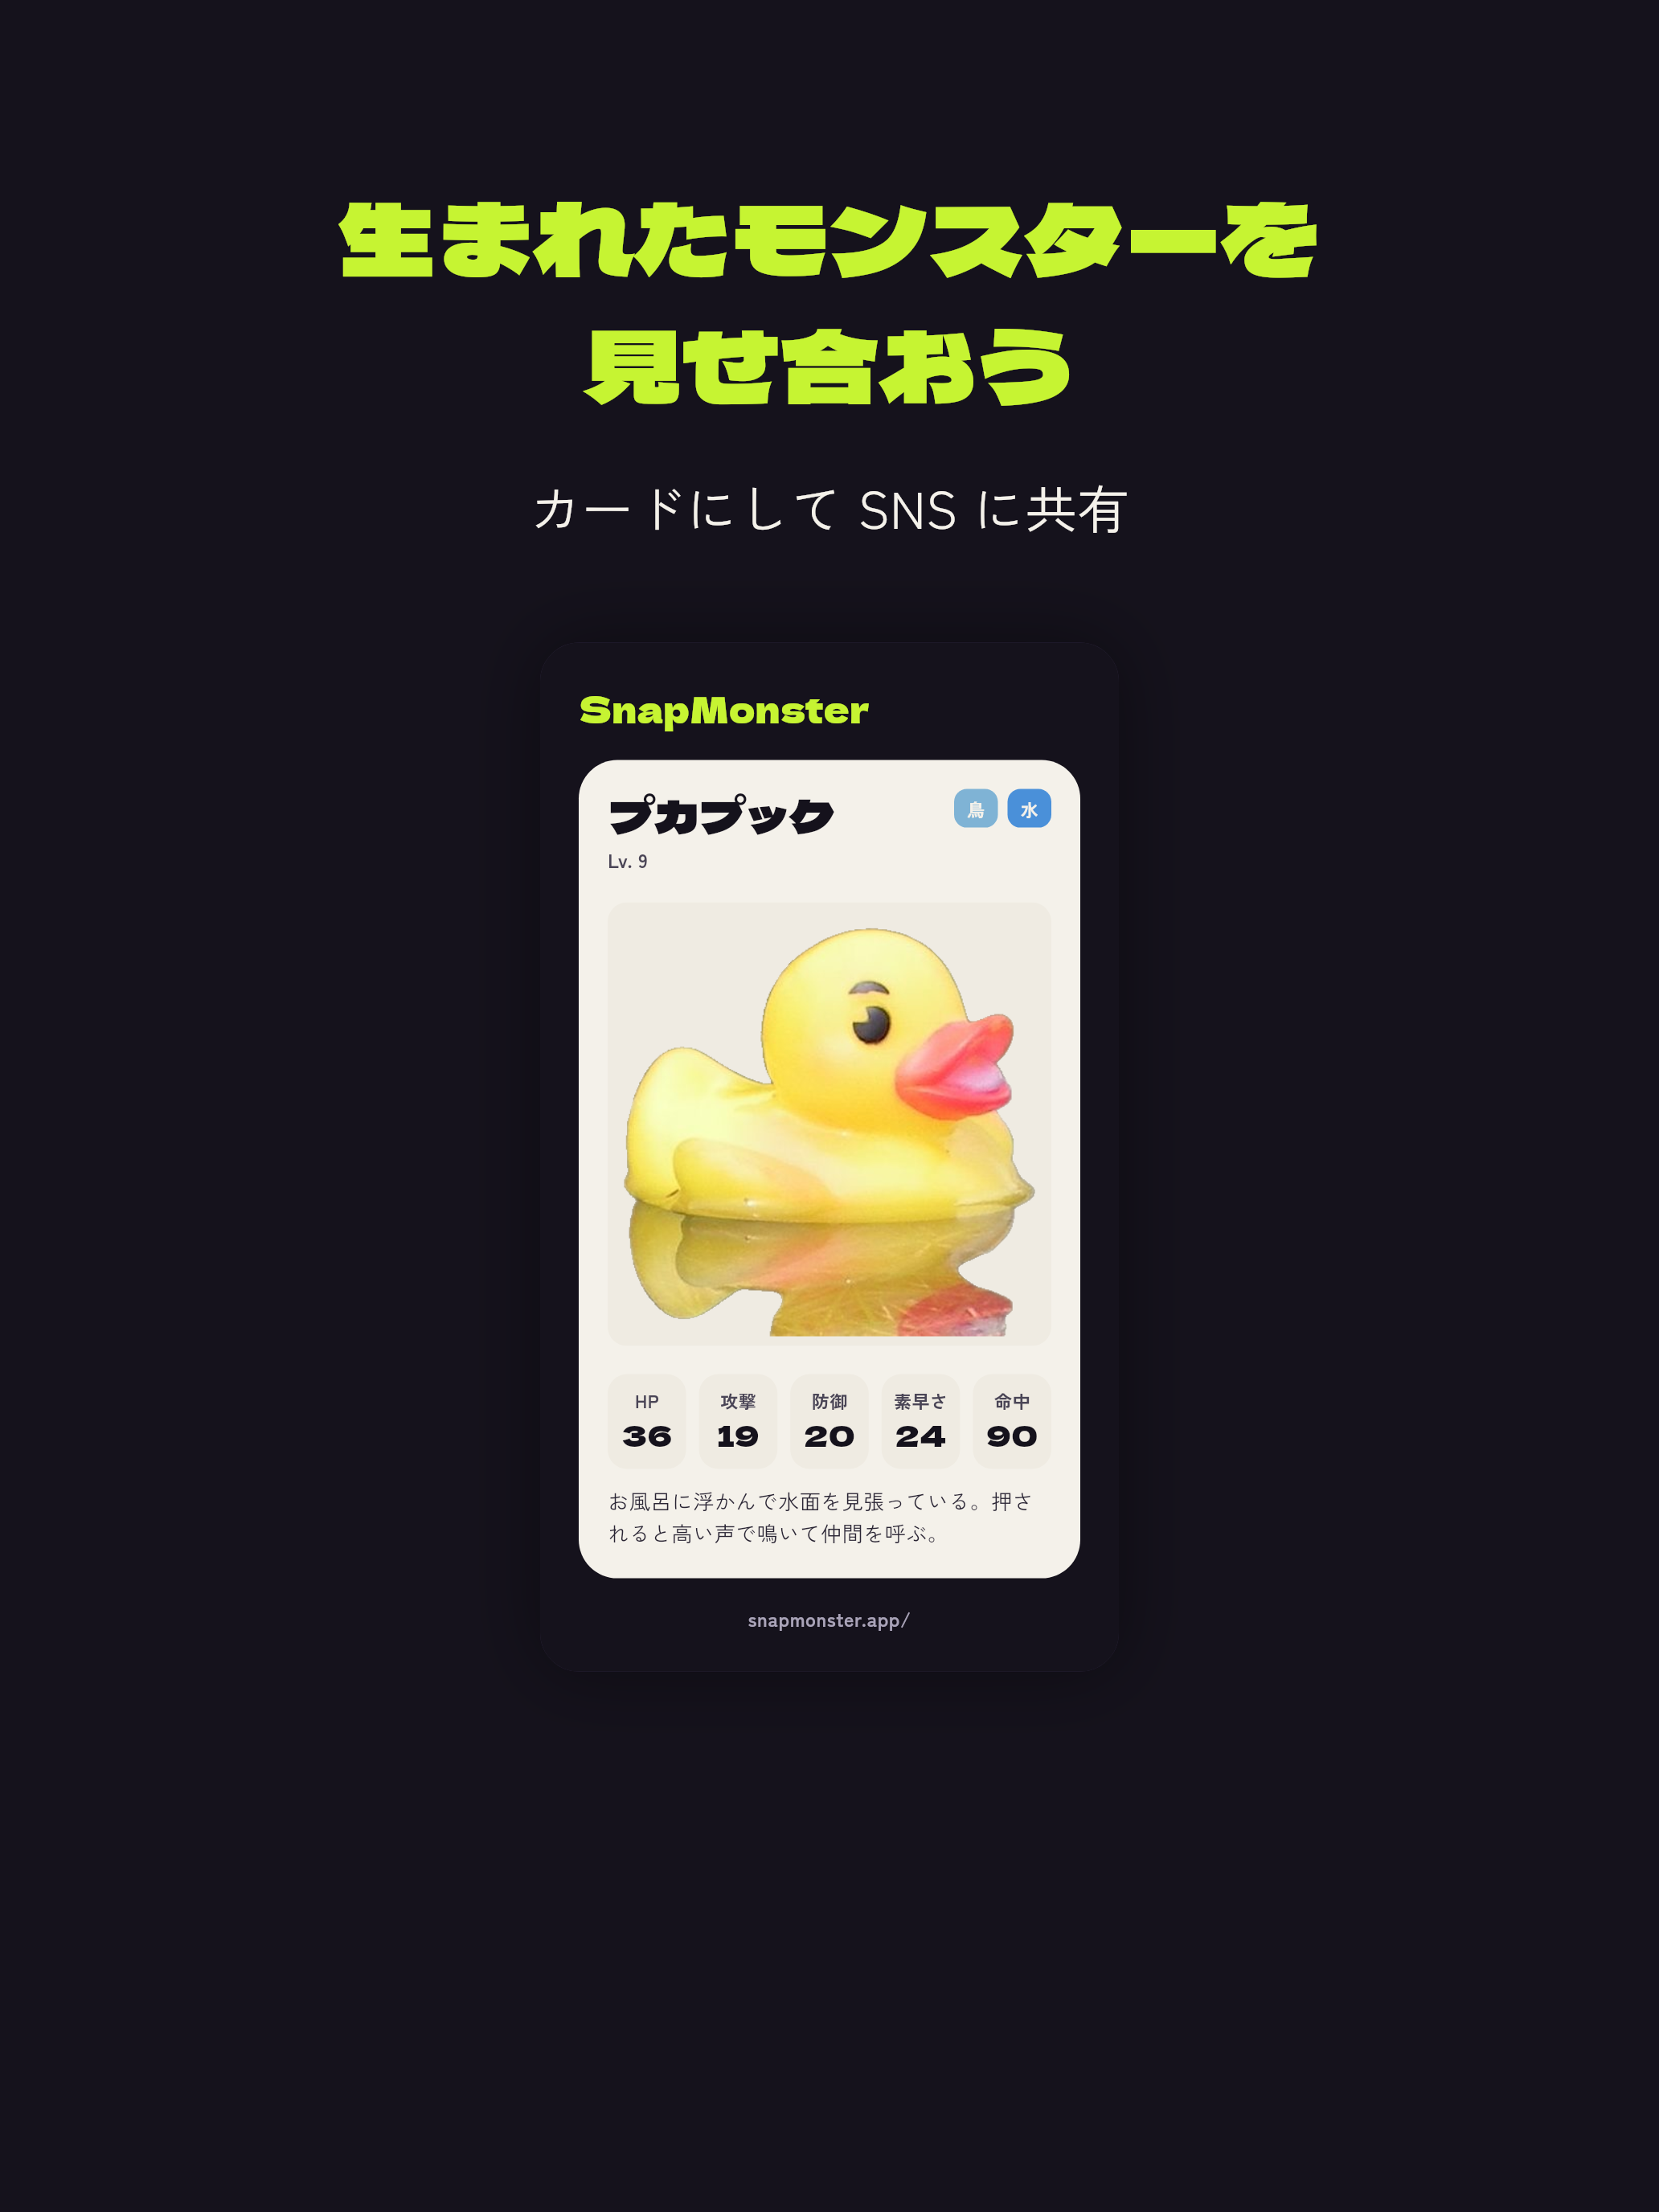 生まれたモンスターを
見せ合おう
カードにして SNS に共有
SnapMonster
プカプック
鳥 水
Lv. 9
HP 攻撃 防御 素早さ 命中
36 19 20 24 90
お風呂に浮かんで水面を見張っている。押さ
れると高い声で鳴いて仲間を呼ぶ。
snapmonster.app/